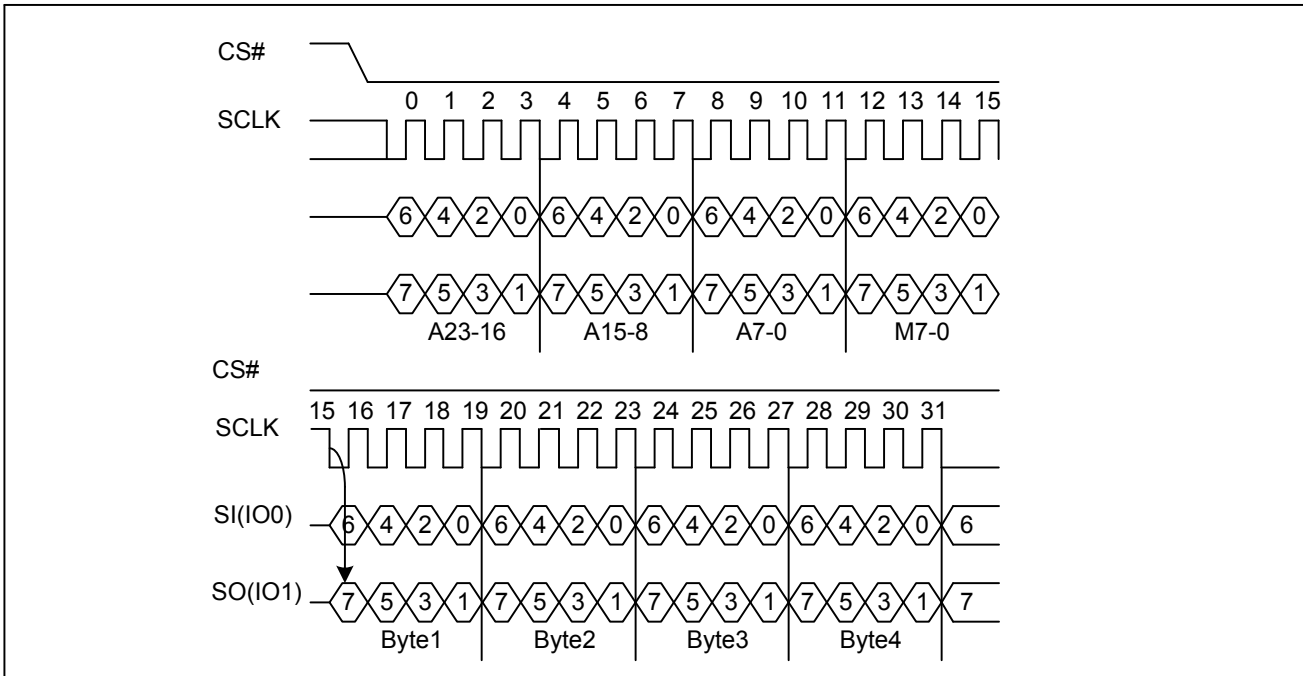 CS#
0 1 2 3 4 5 6 7 8 9 10 11 12 13 14 15
SCLK
6 4 2 0 6 4 2 0 6 4 2 0 6 4 2 0
7 5 3 1 7 5 3 1 7 5 3 1 7 5 3 1
A23-16 A15-8 A7-0 M7-0
CS#
15 16 17 18 19 20 21 22 23 24 25 26 27 28 29 30 31
SCLK
SI(IO0) 6 4 2 0 6 4 2 0 6 4 2 0 6 4 2 0 6
SO(IO1) 7 5 3 1 7 5 3 1 7 5 3 1 7 5 3 1 7
Byte1 Byte2 Byte3 Byte4